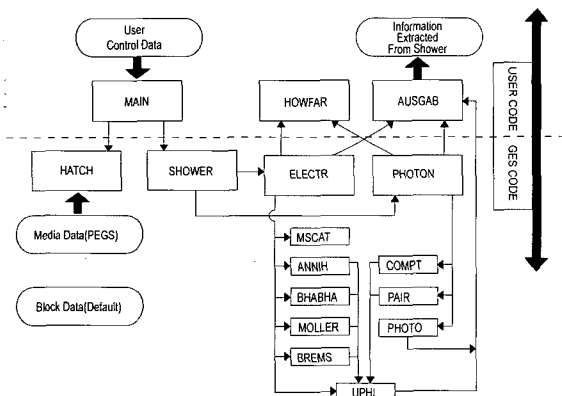 User
Control Data
Information
Extracted
From Shower
MAIN
HOWFAR
AUSGAB
USER CODE
GES CODE
HATCH
SHOWER
ELECTR
PHOTON
Media Data(PEGS)
Block Data(Default)
MSCAT
ANNIH
BHABHA
MOLLER
BREMS
COMPT
PAIR
PHOTO
UPHI